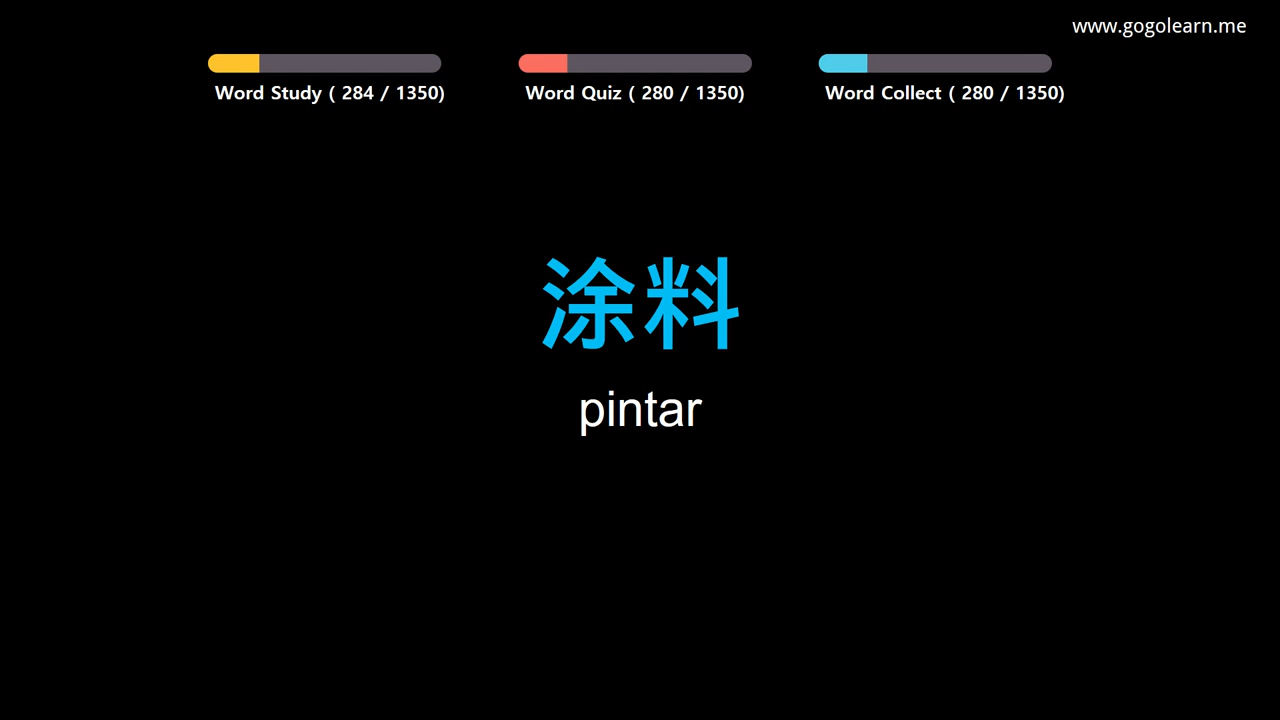 www.gogolearn.me
Word Study ( 284 / 1350)
Word Quiz ( 280 / 1350)
Word Collect ( 280 / 1350)
涂料
pintar